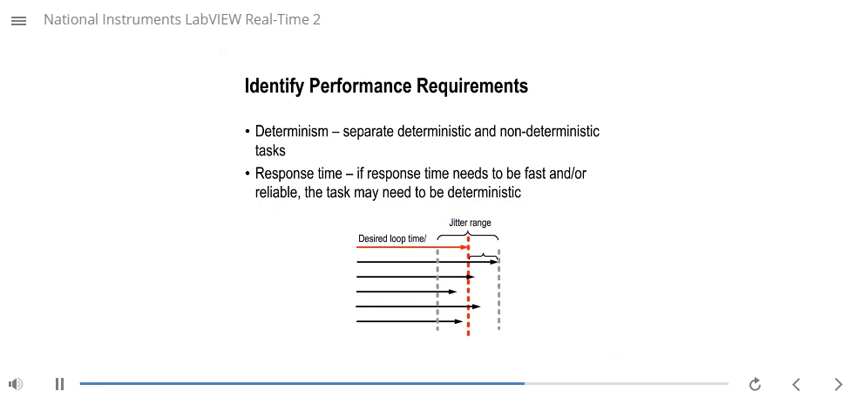 National Instruments LabVIEW Real-Time 2
Identify Performance Requirements
• Determinism – separate deterministic and non-deterministic
tasks
• Response time – if response time needs to be fast and/or
reliable, the task may need to be deterministic
Jitter range
Desired loop time/